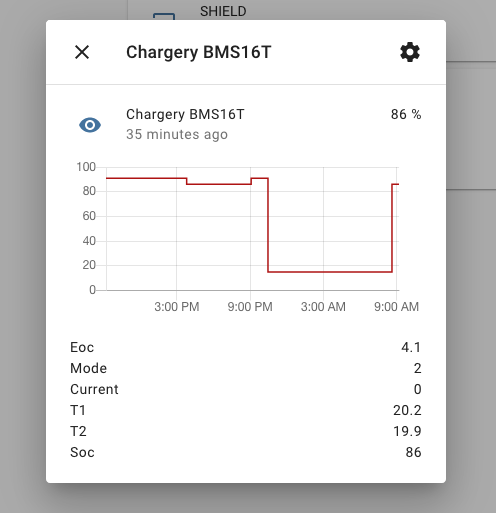 SHIELD
Chargery BMS16T
Chargery BMS16T 86 %
35 minutes ago
100
80
60
40
20
0
3:00 PM 9:00 PM 3:00 AM 9:00 AM
Eoc 4.1
Mode 2
Current 0
T1 20.2
T2 19.9
Soc 86